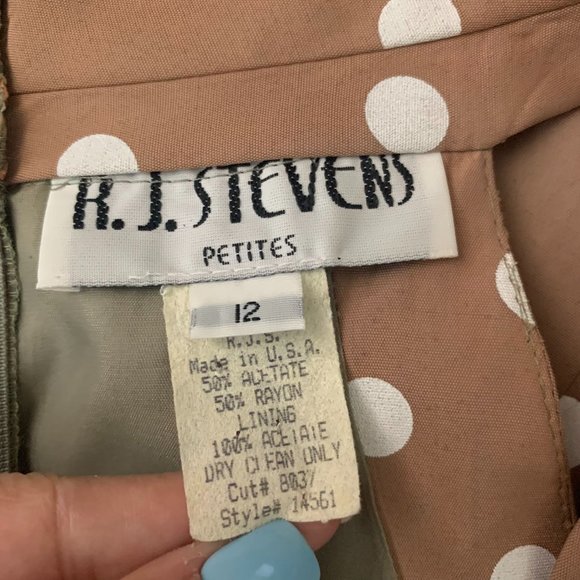 R.J. STEVENS
PETITES
12
R.J.S.
Made in U.S.A.
50% ACETATE
50% RAYON
LINING
100% ACETATE
DRY CLEAN ONLY
Cut# 8037
Style# 14561